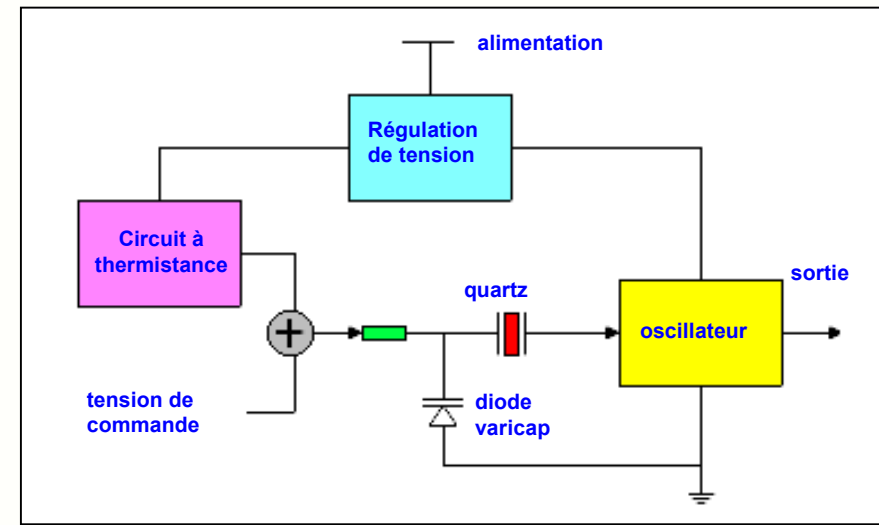 alimentation
Régulation
de tension
Circuit à
thermistance
quartz
sortie
+
oscillateur
tension de
commande
diode
varicap